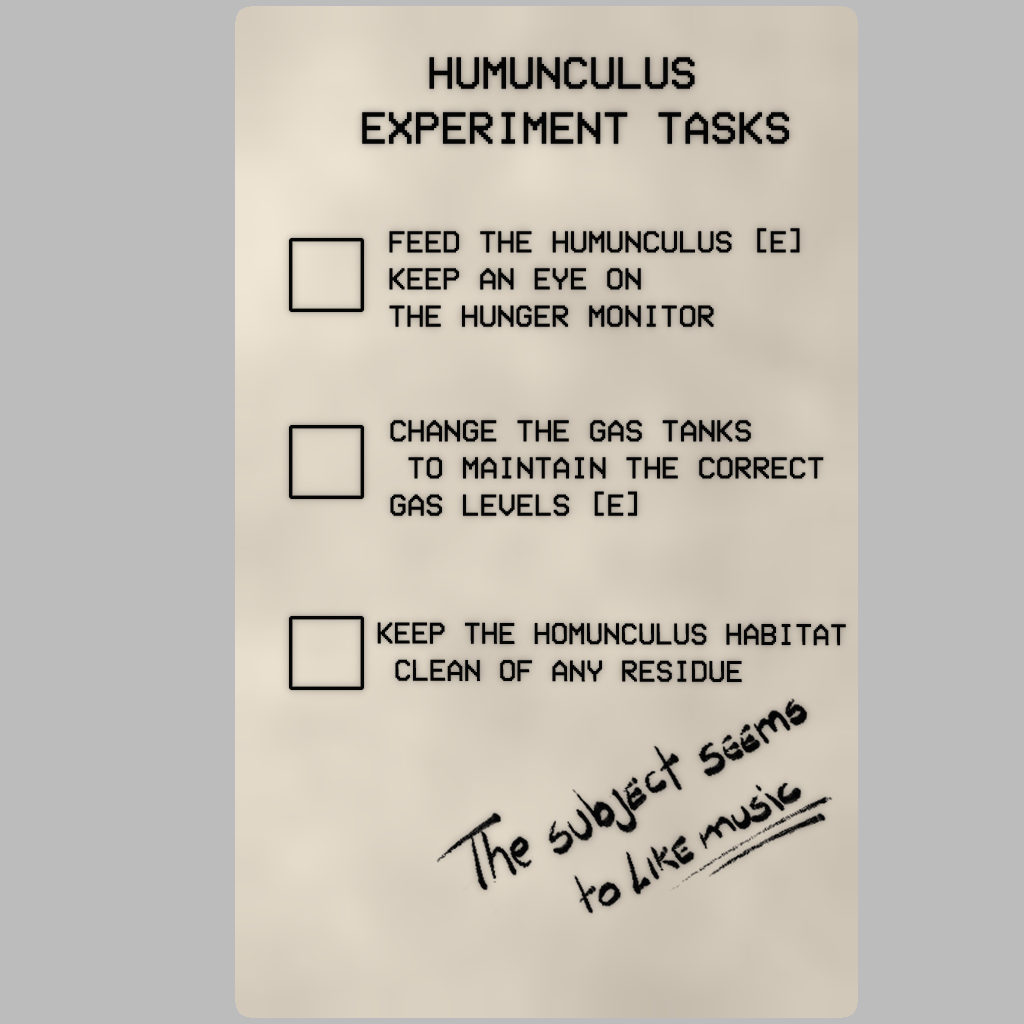 HUMUNCULUS
EXPERIMENT TASKS
FEED THE HUMUNCULUS [E]
KEEP AN EYE ON
THE HUNGER MONITOR
CHANGE THE GAS TANKS
TO MAINTAIN THE CORRECT
GAS LEVELS [E]
KEEP THE HOMUNCULUS HABITAT
CLEAN OF ANY RESIDUE
The subject seems
to LIKE music